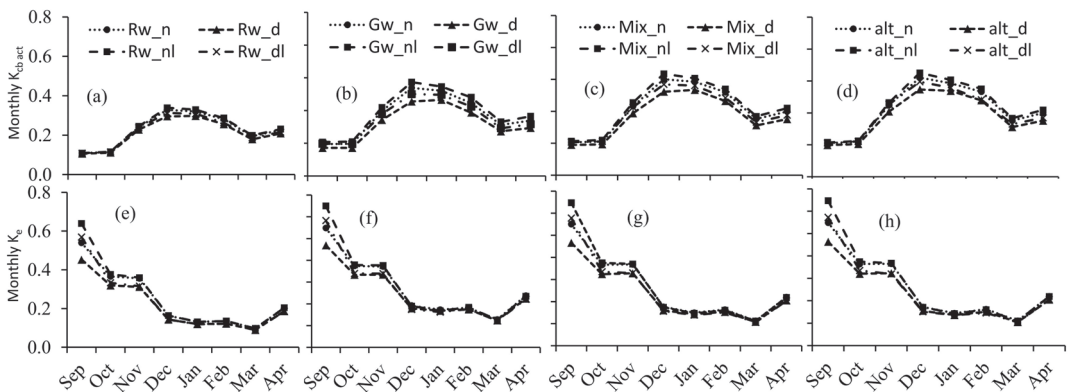 0.8
0.6
0.4
0.2
0.0
Monthly Kcb act
Rw_n
Rw_d
Rw_nl
Rw_dl
(a)
Gw_n
Gw_d
Gw_nl
Gw_dl
(b)
Mix_n
Mix_d
Mix_nl
Mix_dl
(c)
alt_n
alt_d
alt_nl
alt_dl
(d)
0.8
0.6
0.4
0.2
0.0
Monthly Ke
(e)
(f)
(g)
(h)
Sep Oct Nov Dec Jan Feb Mar Apr
Sep Oct Nov Dec Jan Feb Mar Apr
Sep Oct Nov Dec Jan Feb Mar Apr
Sep Oct Nov Dec Jan Feb Mar Apr